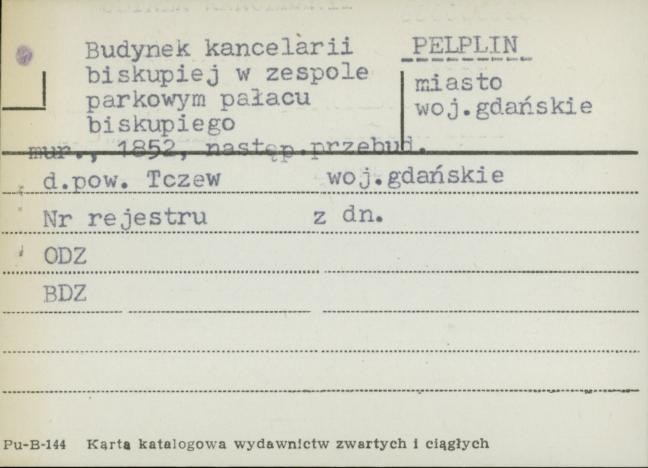 Budynek kancelarii
biskupiej w zespole
parkowym pałacu
biskupiego
mur., 1852, następ.przebud.
PELPLIN
miasto
woj.gdańskie
d.pow. Tczew woj.gdańskie
Nr rejestru z dn.
ODZ
BDZ
Pu-B-144 Karta katalogowa wydawnictw zwartych i ciągłych